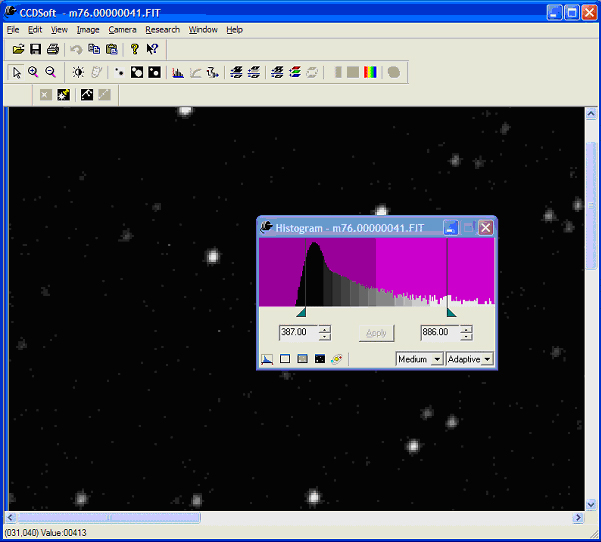 CCDSoft - m76.00000041.FIT
File Edit View Image Camera Research Window Help
Histogram - m76.00000041.FIT
387.00 Apply 886.00
Medium Adaptive
(031,040) Value:00413